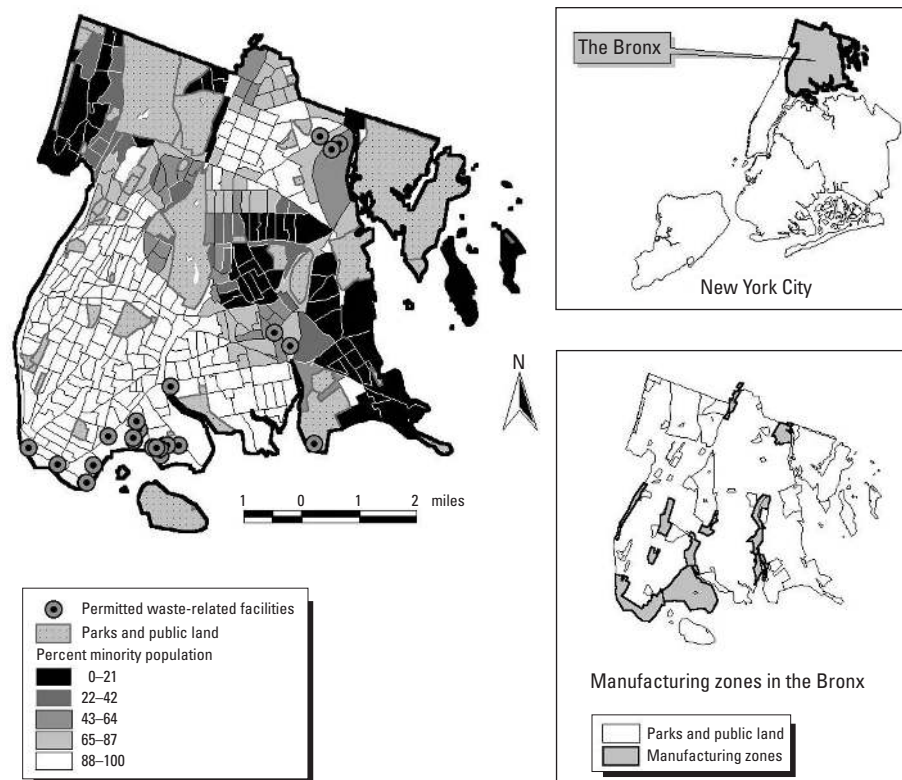 The Bronx
New York City
N
1 0 1 2 miles
Permitted waste-related facilities
Parks and public land
Percent minority population
0–21
22–42
43–64
65–87
88–100
Manufacturing zones in the Bronx
Parks and public land
Manufacturing zones